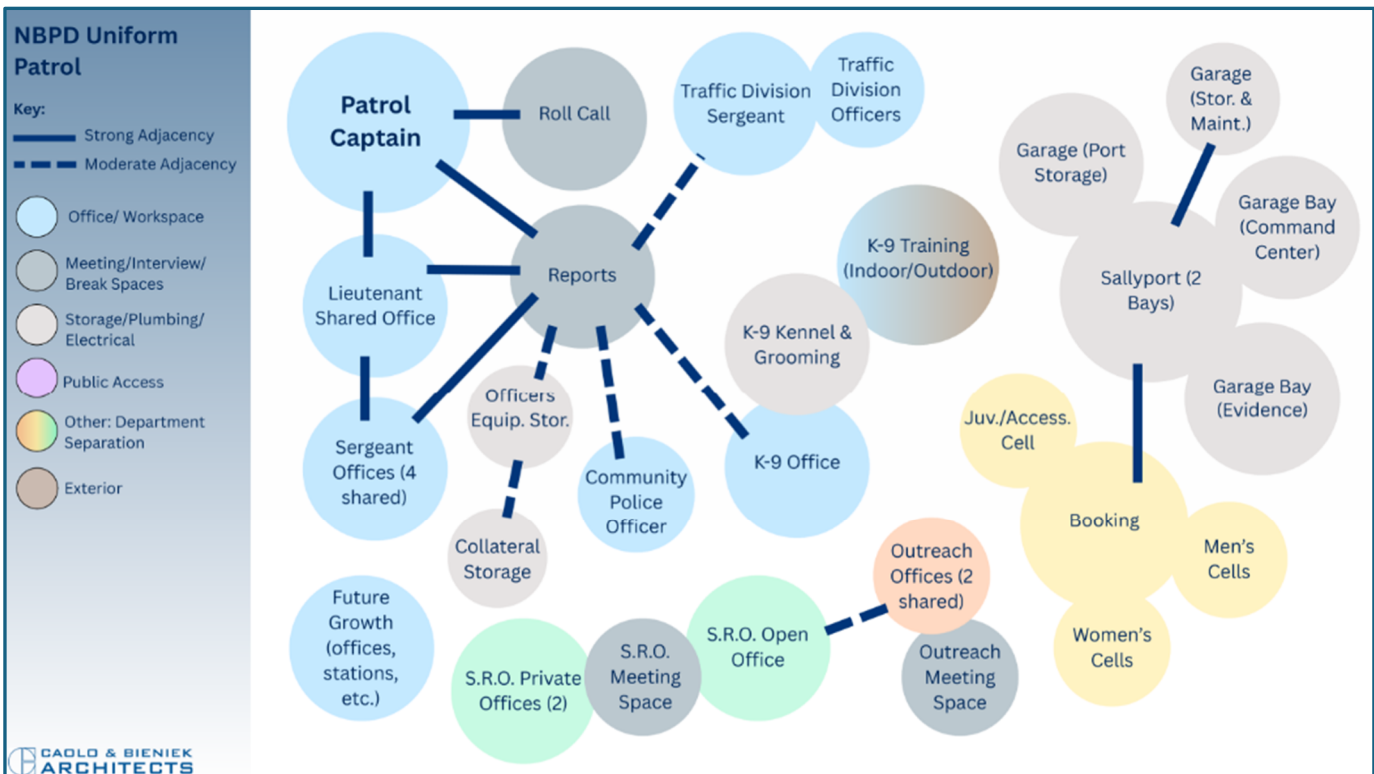 NBPD Uniform
Patrol
Key:
Strong Adjacency
Moderate Adjacency
Office/ Workspace
Meeting/Interview/
Break Spaces
Storage/Plumbing/
Electrical
Public Access
Other: Department
Separation
Exterior
CAOLO & BIENIEK
ARCHITECTS
Patrol
Captain
Roll Call
Traffic Division
Sergeant
Traffic
Division
Officers
Garage
(Stor. &
Maint.)
Garage (Port
Storage)
Garage Bay
(Command
Center)
Sallyport (2
Bays)
Garage Bay
(Evidence)
K-9 Training
(Indoor/Outdoor)
Reports
Lieutenant
Shared Office
K-9 Kennel &
Grooming
Officers
Equip. Stor.
Sergeant
Offices (4
shared)
Community
Police
Officer
K-9 Office
Juv./Access.
Cell
Booking
Men's
Cells
Women's
Cells
Collateral
Storage
Outreach
Offices (2
shared)
Future
Growth
(offices,
stations,
etc.)
S.R.O. Private
Offices (2)
S.R.O.
Meeting
Space
S.R.O. Open
Office
Outreach
Meeting
Space